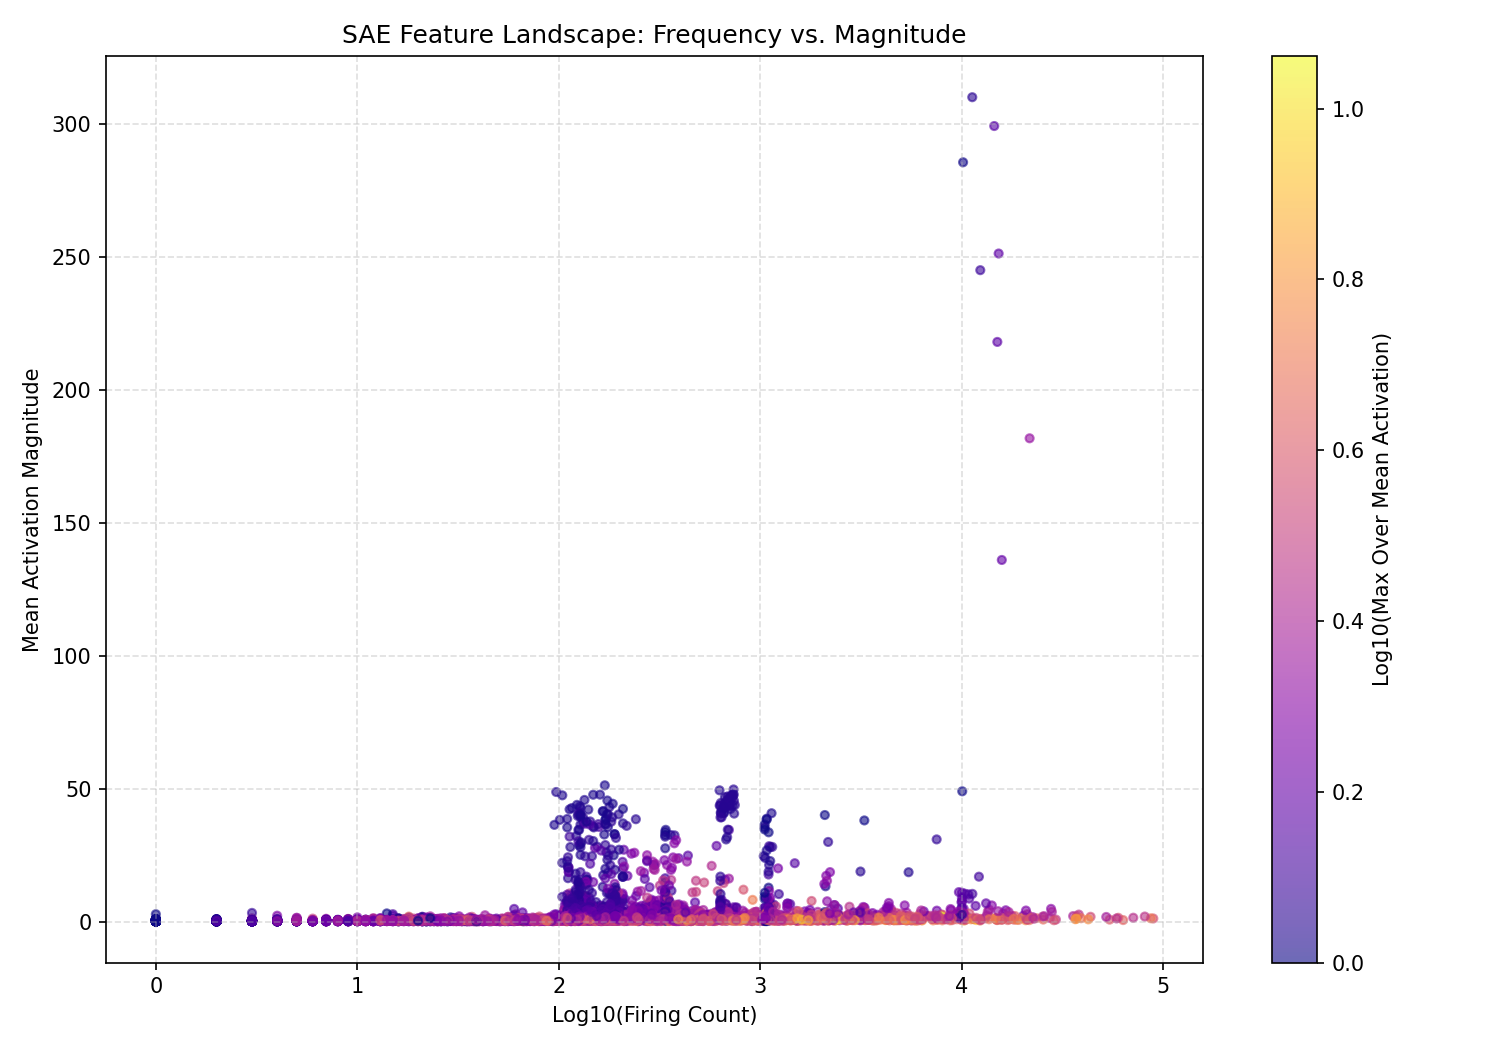 SAE Feature Landscape: Frequency vs. Magnitude
300
250
200
150
100
50
0
Mean Activation Magnitude
0 1 2 3 4 5
Log10(Firing Count)
1.0
0.8
0.6
0.4
0.2
0.0
Log10(Max Over Mean Activation)